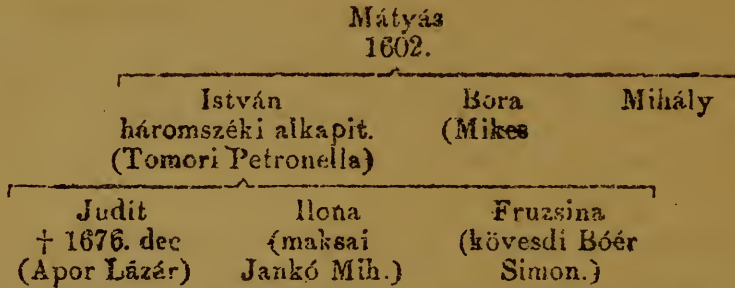 Mátyás
1602.
István Bora Mihály
háromszéki alkapit. (Mikes
(Tomori Petronella)
Judit Ilona Fruzsina
† 1676. dec (maksai (kövesdi Bóér
(Apor Lázár) Jankó Mih.) Simon.)